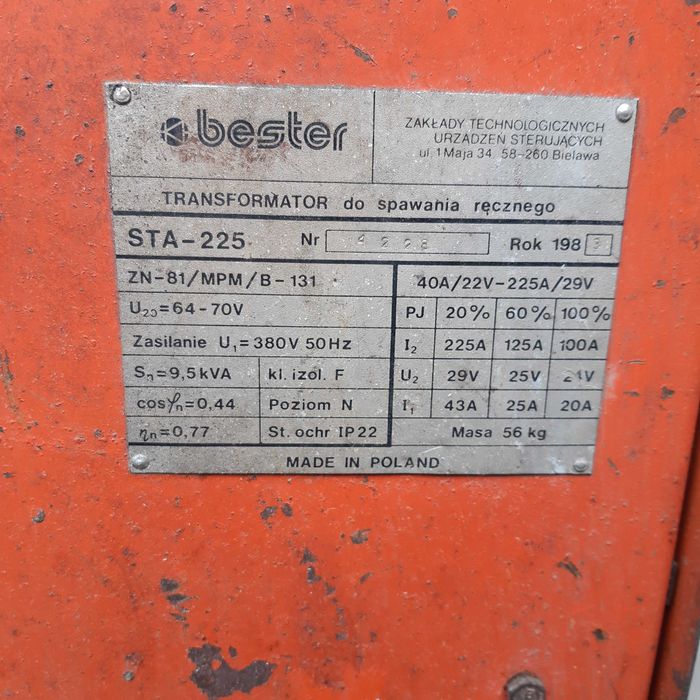 bester
ZAKŁADY TECHNOLOGICZNYCH
URZĄDZEŃ STERUJĄCYCH
ul. 1 Maja 34, 58-260 Bielawa
TRANSFORMATOR do spawania ręcznego
STA-225 Nr 4228 Rok 198
ZN-81/MPM/B-131
U₂₀=64-70V
Zasilanie U₁=380V 50Hz
Sₙ=9,5kVA kl. izol. F
cosφₙ=0,44 Poziom N
ηₙ=0,77 St. ochr IP22
40A/22V-225A/29V
PJ 20% 60% 100%
I₂ 225A 125A 100A
U₂ 29V 25V 24V
I₁ 43A 25A 20A
Masa 56 kg
MADE IN POLAND